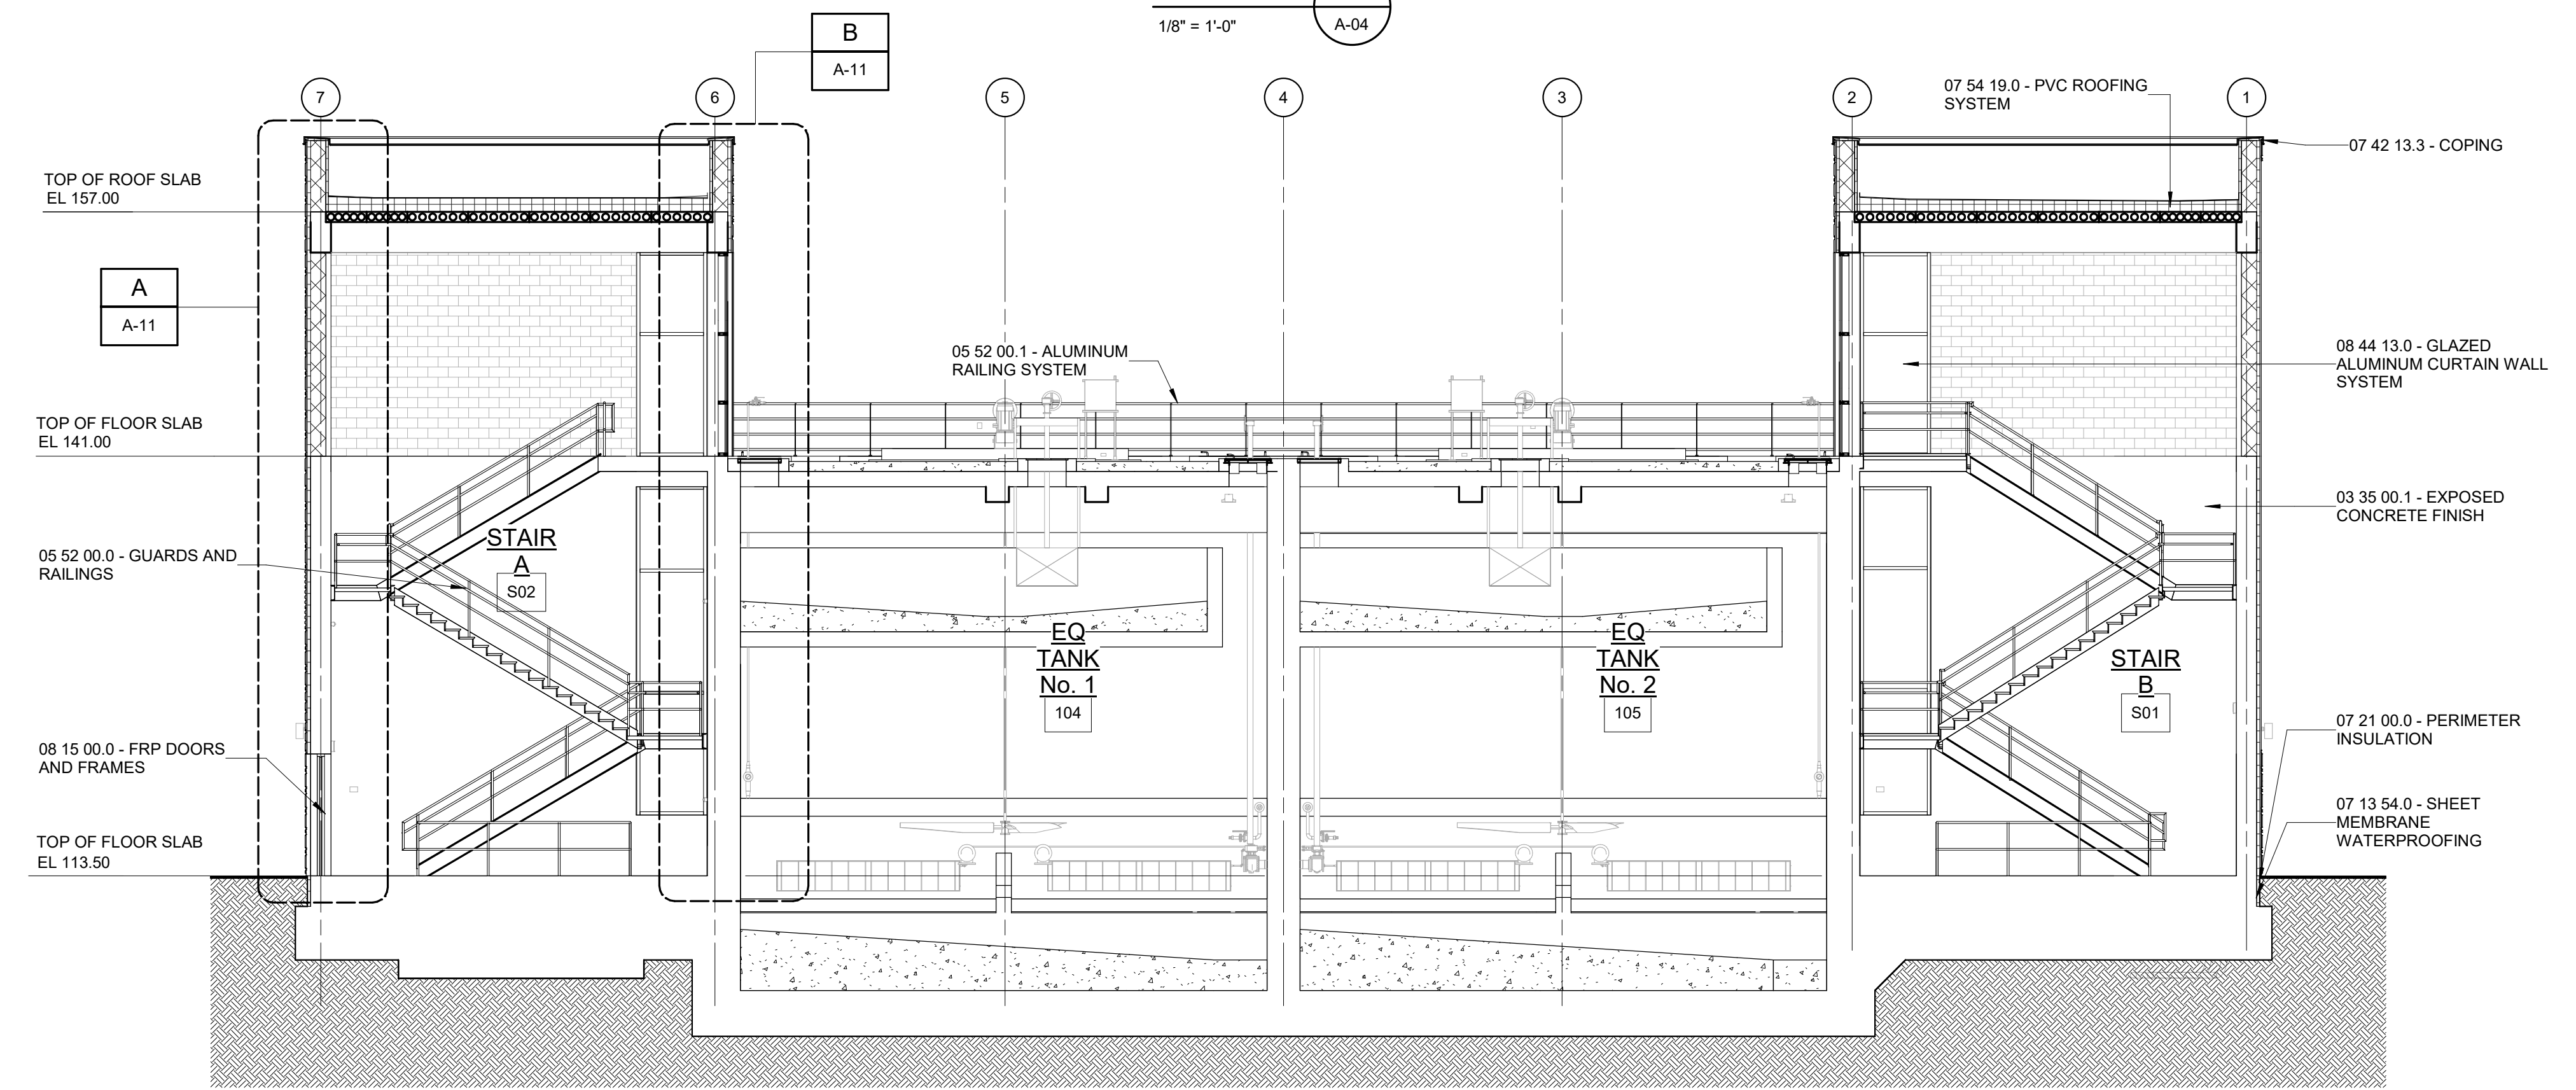 1/8" = 1'-0"
A-04
B
A-11
7
6
5
4
3
2
1
07 54 19.0 - PVC ROOFING
SYSTEM
07 42 13.3 - COPING
TOP OF ROOF SLAB
EL 157.00
A
A-11
05 52 00.1 - ALUMINUM
RAILING SYSTEM
08 44 13.0 - GLAZED
ALUMINUM CURTAIN WALL
SYSTEM
TOP OF FLOOR SLAB
EL 141.00
03 35 00.1 - EXPOSED
CONCRETE FINISH
05 52 00.0 - GUARDS AND
RAILINGS
STAIR
A
S02
EQ
TANK
No. 1
104
EQ
TANK
No. 2
105
STAIR
B
S01
08 15 00.0 - FRP DOORS
AND FRAMES
07 21 00.0 - PERIMETER
INSULATION
07 13 54.0 - SHEET
MEMBRANE
WATERPROOFING
TOP OF FLOOR SLAB
EL 113.50